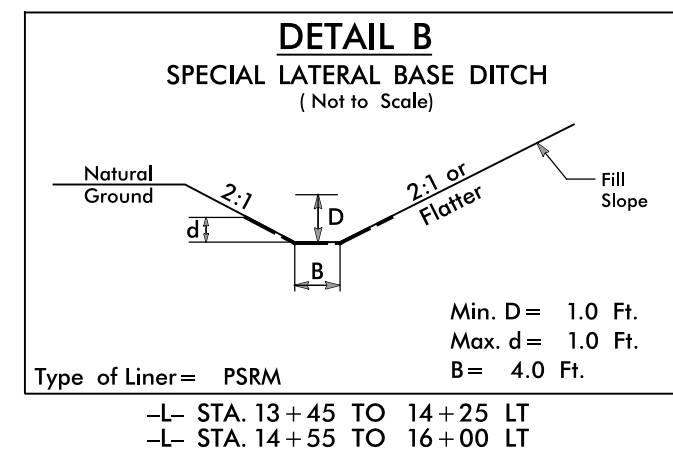 DETAIL B
SPECIAL LATERAL BASE DITCH
( Not to Scale)
Natural
Ground
2:1
D
2:1 or
Flatter
Fill
Slope
d
B
Min. D = 1.0 Ft.
Max. d = 1.0 Ft.
B = 4.0 Ft.
Type of Liner = PSRM
–L– STA. 13+45 TO 14+25 LT
–L– STA. 14+55 TO 16+00 LT